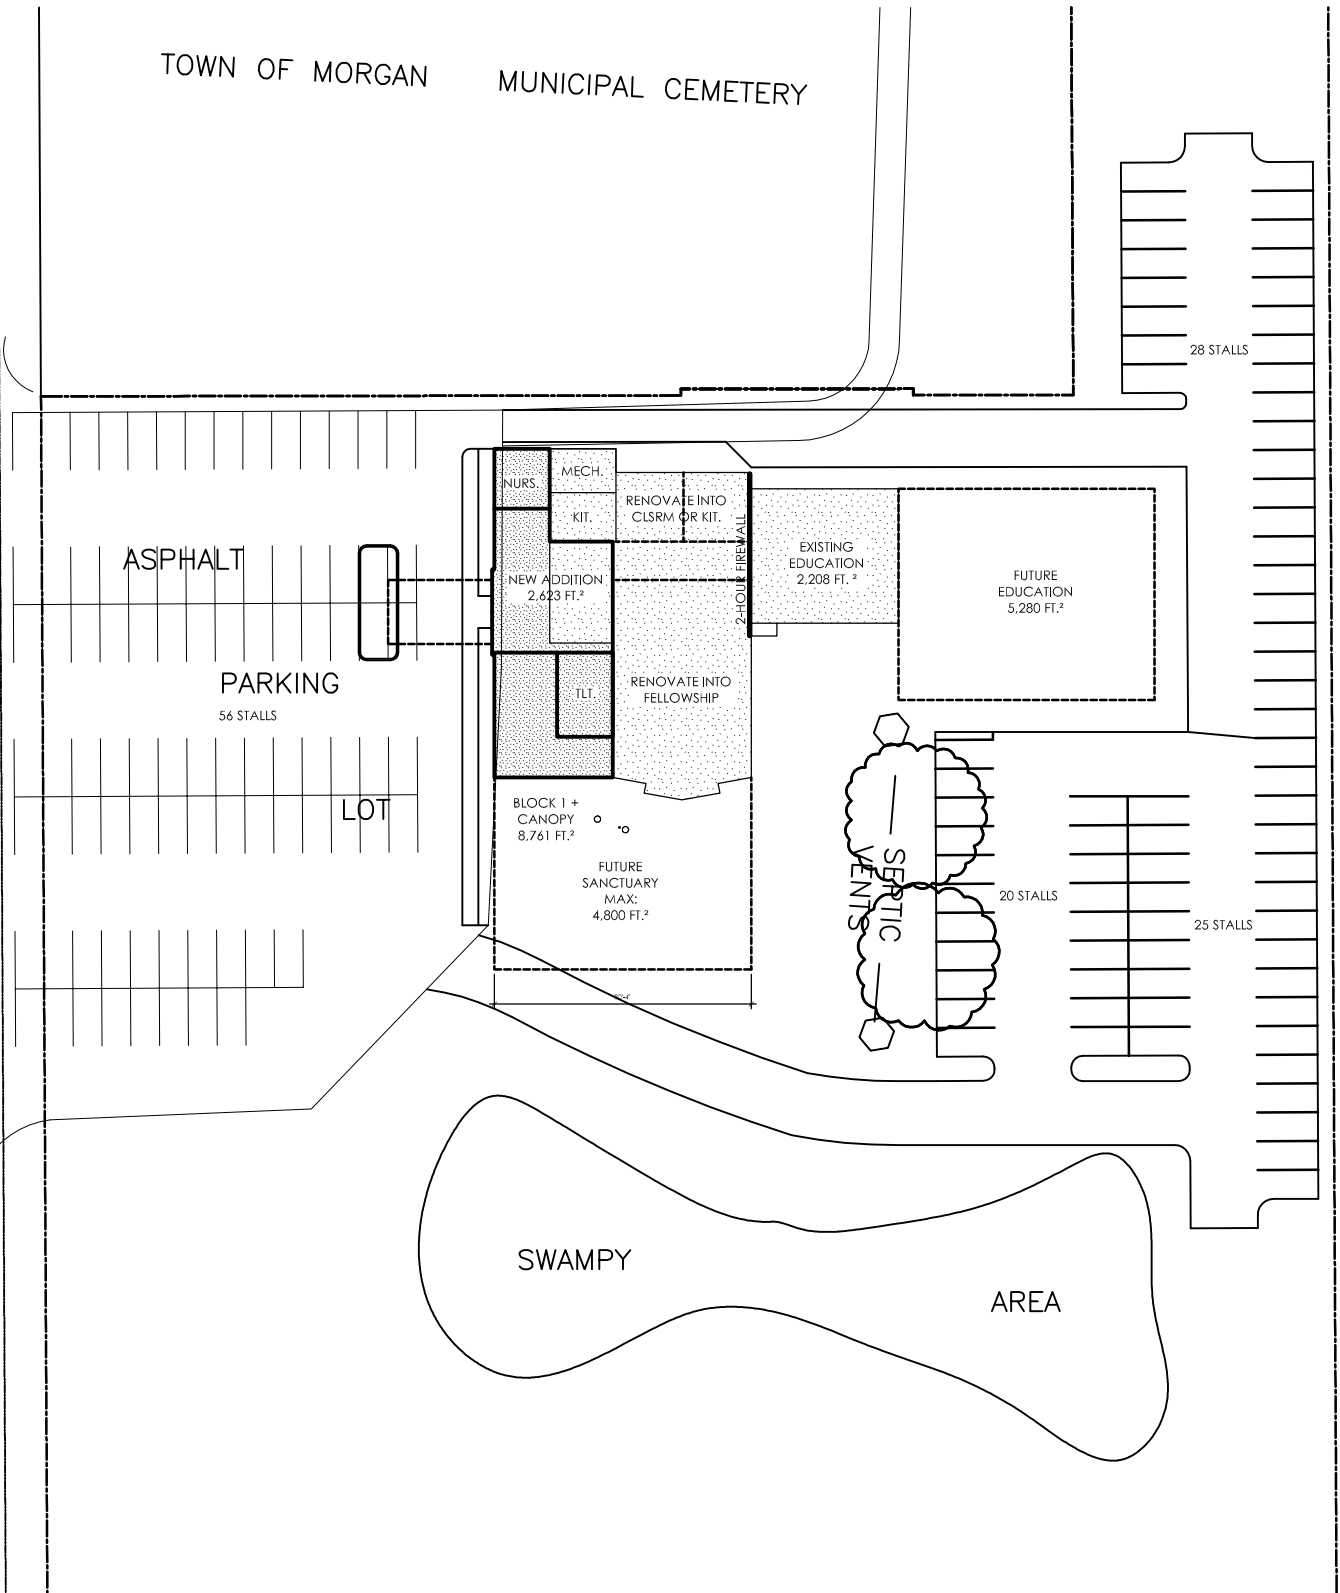 TOWN OF MORGAN MUNICIPAL CEMETERY
28 STALLS
NURS.
MECH.
KIT.
RENOVATE INTO
CLSRM OR KIT.
2-HOUR FIREWALL
ASPHALT
NEW ADDITION
2,623 FT.²
EXISTING
EDUCATION
2,208 FT. ²
FUTURE
EDUCATION
5,280 FT.²
PARKING
56 STALLS
TLT.
RENOVATE INTO
FELLOWSHIP
LOT
BLOCK 1 +
CANOPY
8,761 FT.²
FUTURE
SANCTUARY
MAX:
4,800 FT.²
SEPTIC
VENTS
20 STALLS
25 STALLS
SWAMPY
AREA